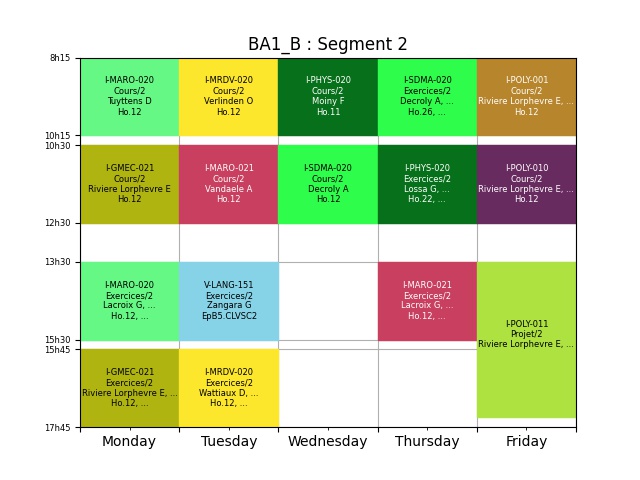 BA1_B : Segment 2
8h15
I-MARO-020
Cours/2
Tuyttens D
Ho.12
I-MRDV-020
Cours/2
Verlinden O
Ho.12
I-PHYS-020
Cours/2
Moiny F
Ho.11
I-SDMA-020
Exercices/2
Decroly A, ...
Ho.26, ...
I-POLY-001
Cours/2
Riviere Lorphevre E, ...
Ho.12
10h15
10h30
I-GMEC-021
Cours/2
Riviere Lorphevre E
Ho.12
I-MARO-021
Cours/2
Vandaele A
Ho.12
I-SDMA-020
Cours/2
Decroly A
Ho.12
I-PHYS-020
Exercices/2
Lossa G, ...
Ho.22, ...
I-POLY-010
Cours/2
Riviere Lorphevre E, ...
Ho.12
12h30
13h30
I-MARO-020
Exercices/2
Lacroix G, ...
Ho.12, ...
V-LANG-151
Exercices/2
Zangara G
EpB5.CLVSC2
I-MARO-021
Exercices/2
Lacroix G, ...
Ho.12, ...
I-POLY-011
Projet/2
Riviere Lorphevre E, ...
15h30
15h45
I-GMEC-021
Exercices/2
Riviere Lorphevre E, ...
Ho.12, ...
I-MRDV-020
Exercices/2
Wattiaux D, ...
Ho.12, ...
17h45
Monday
Tuesday
Wednesday
Thursday
Friday